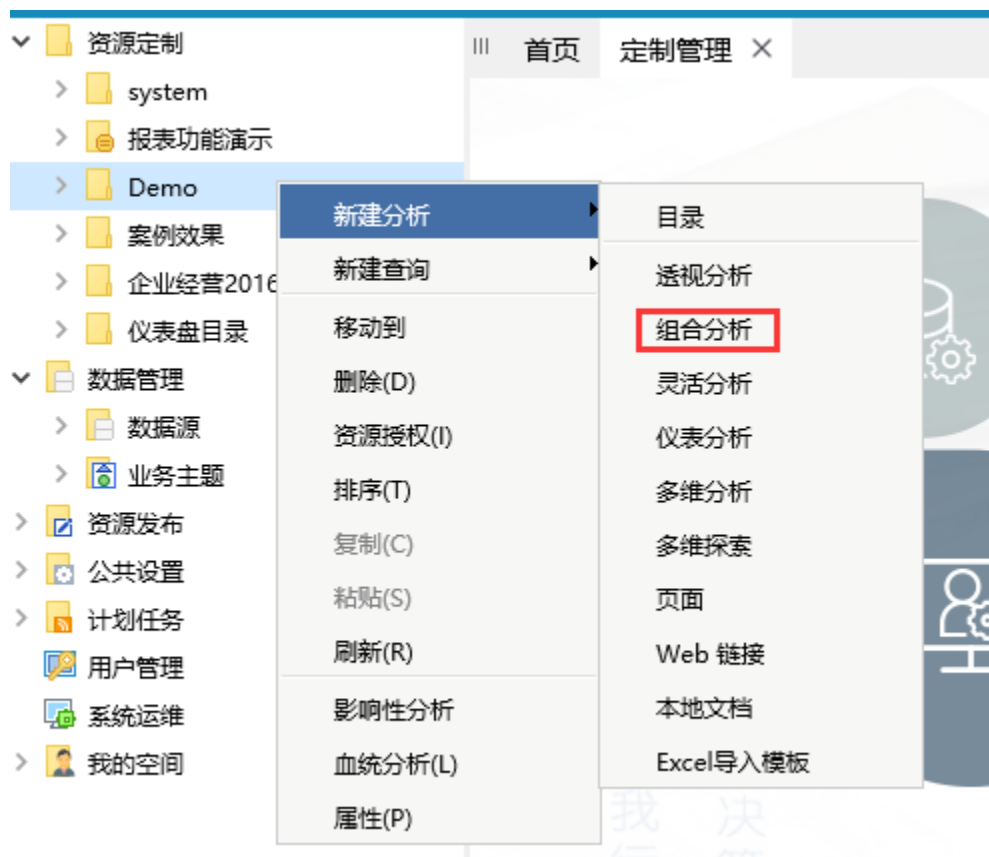 资源定制
system
报表功能演示
Demo
案例效果
企业经营2016
仪表盘目录
数据管理
数据源
业务主题
资源发布
公共设置
计划任务
用户管理
系统运维
我的空间
首页 定制管理
新建分析
新建查询
移动到
删除(D)
资源授权(I)
排序(T)
复制(C)
粘贴(S)
刷新(R)
影响性分析
血统分析(L)
属性(P)
目录
透视分析
组合分析
灵活分析
仪表分析
多维分析
多维探索
页面
Web 链接
本地文档
Excel导入模板
我 决